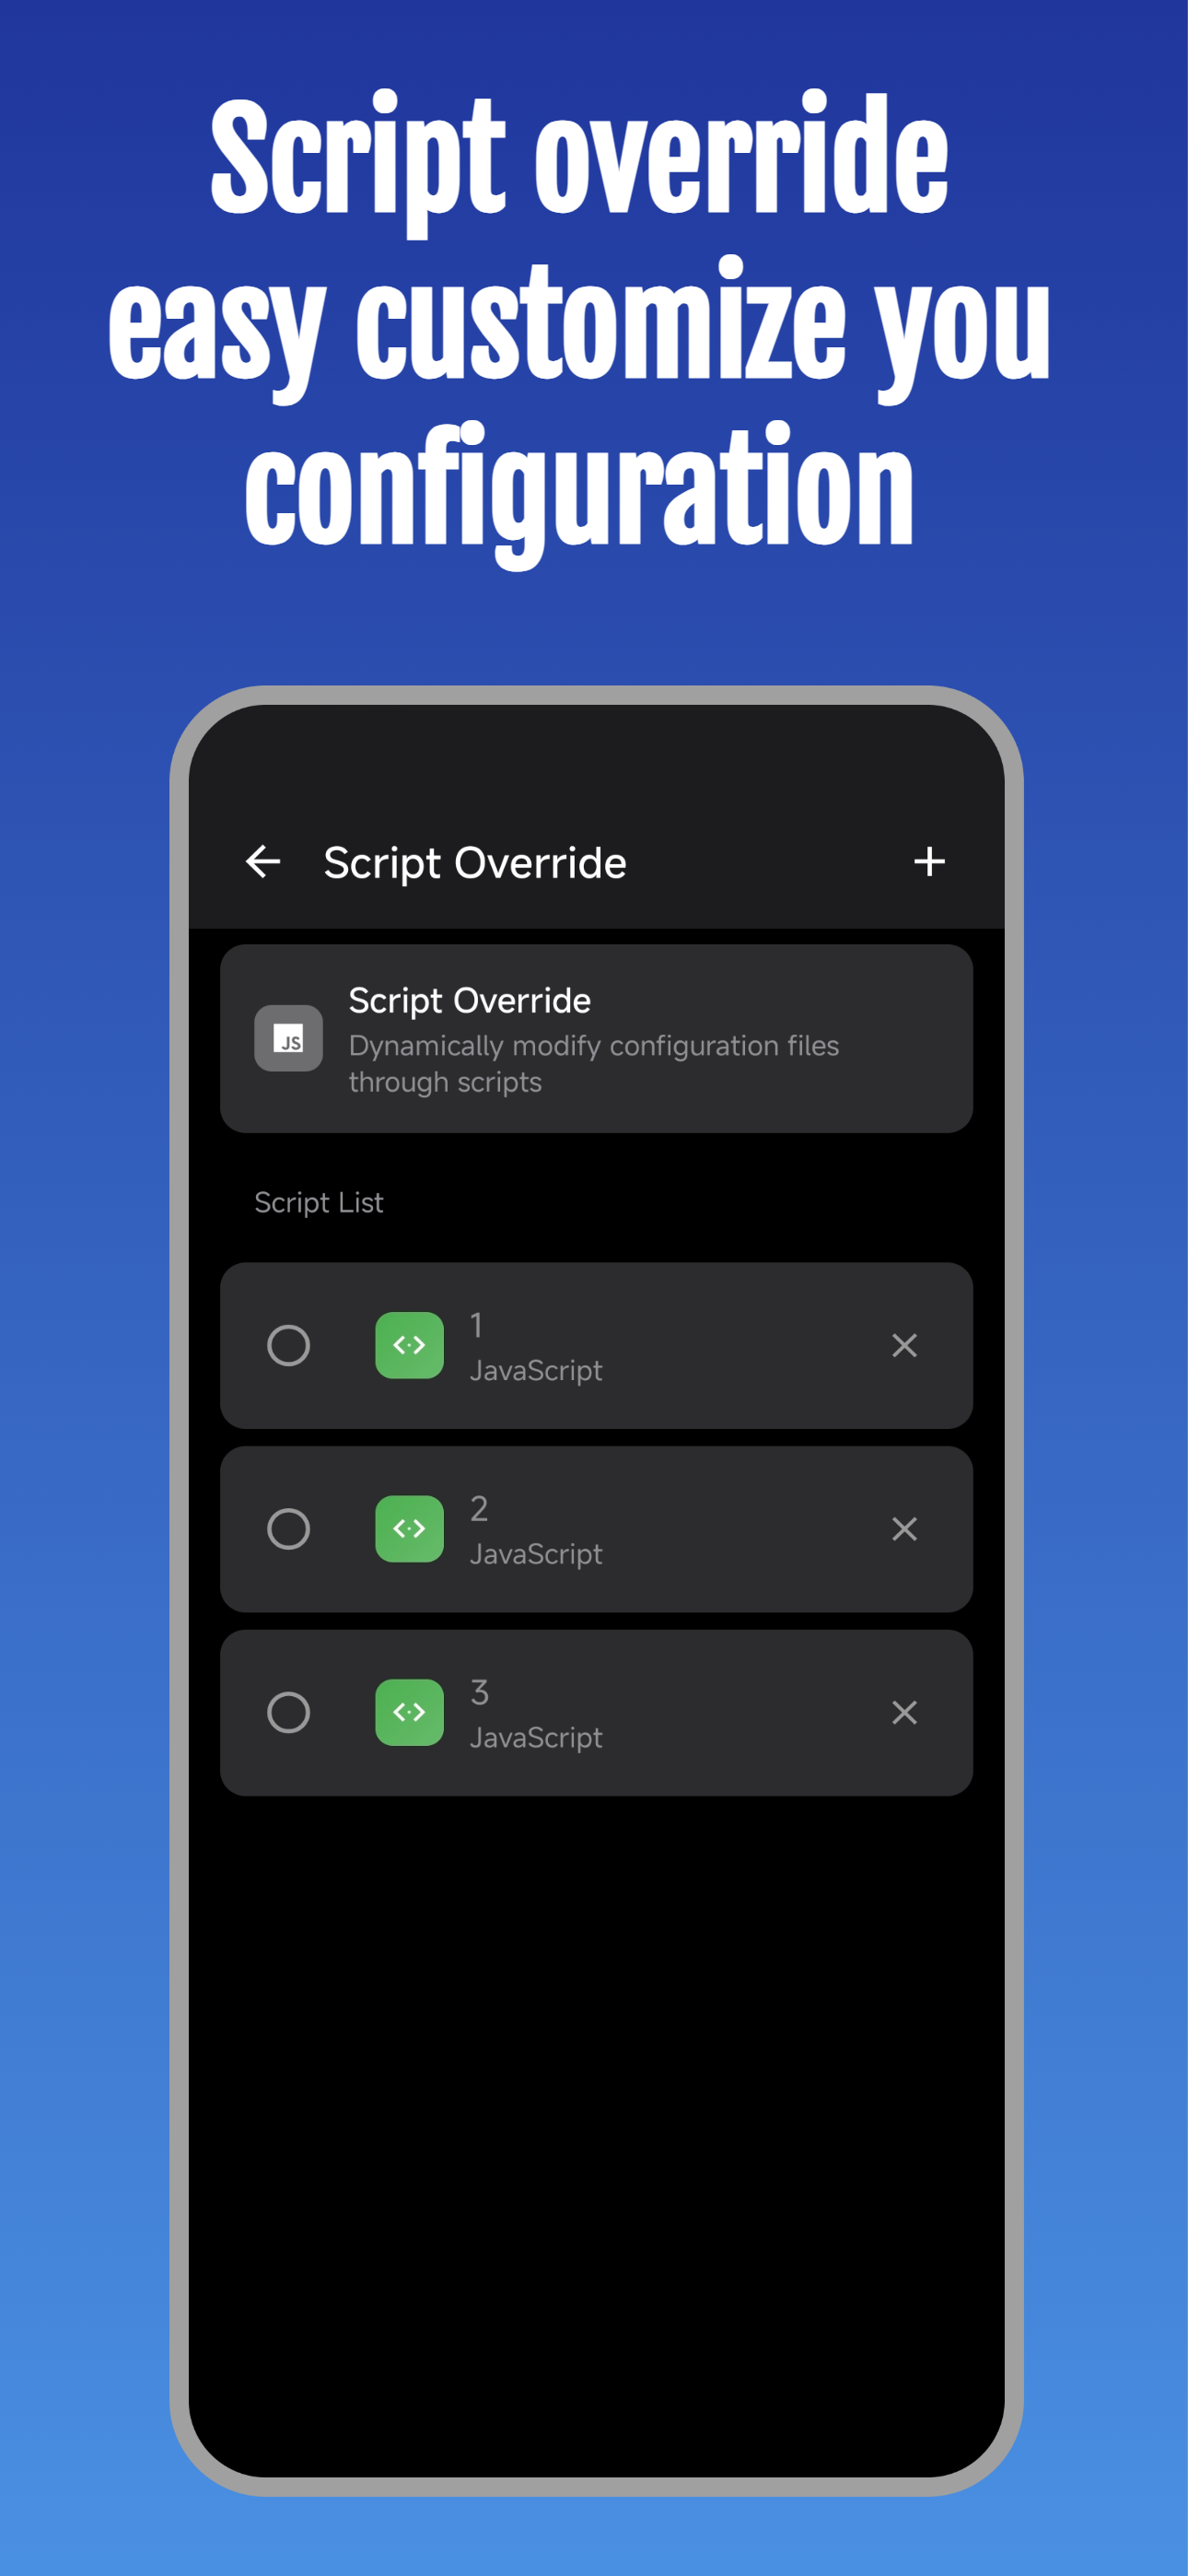 Script override
easy customize you
configuration
Script Override
Script Override
JS
Dynamically modify configuration files
through scripts
Script List
1
JavaScript
2
JavaScript
3
JavaScript